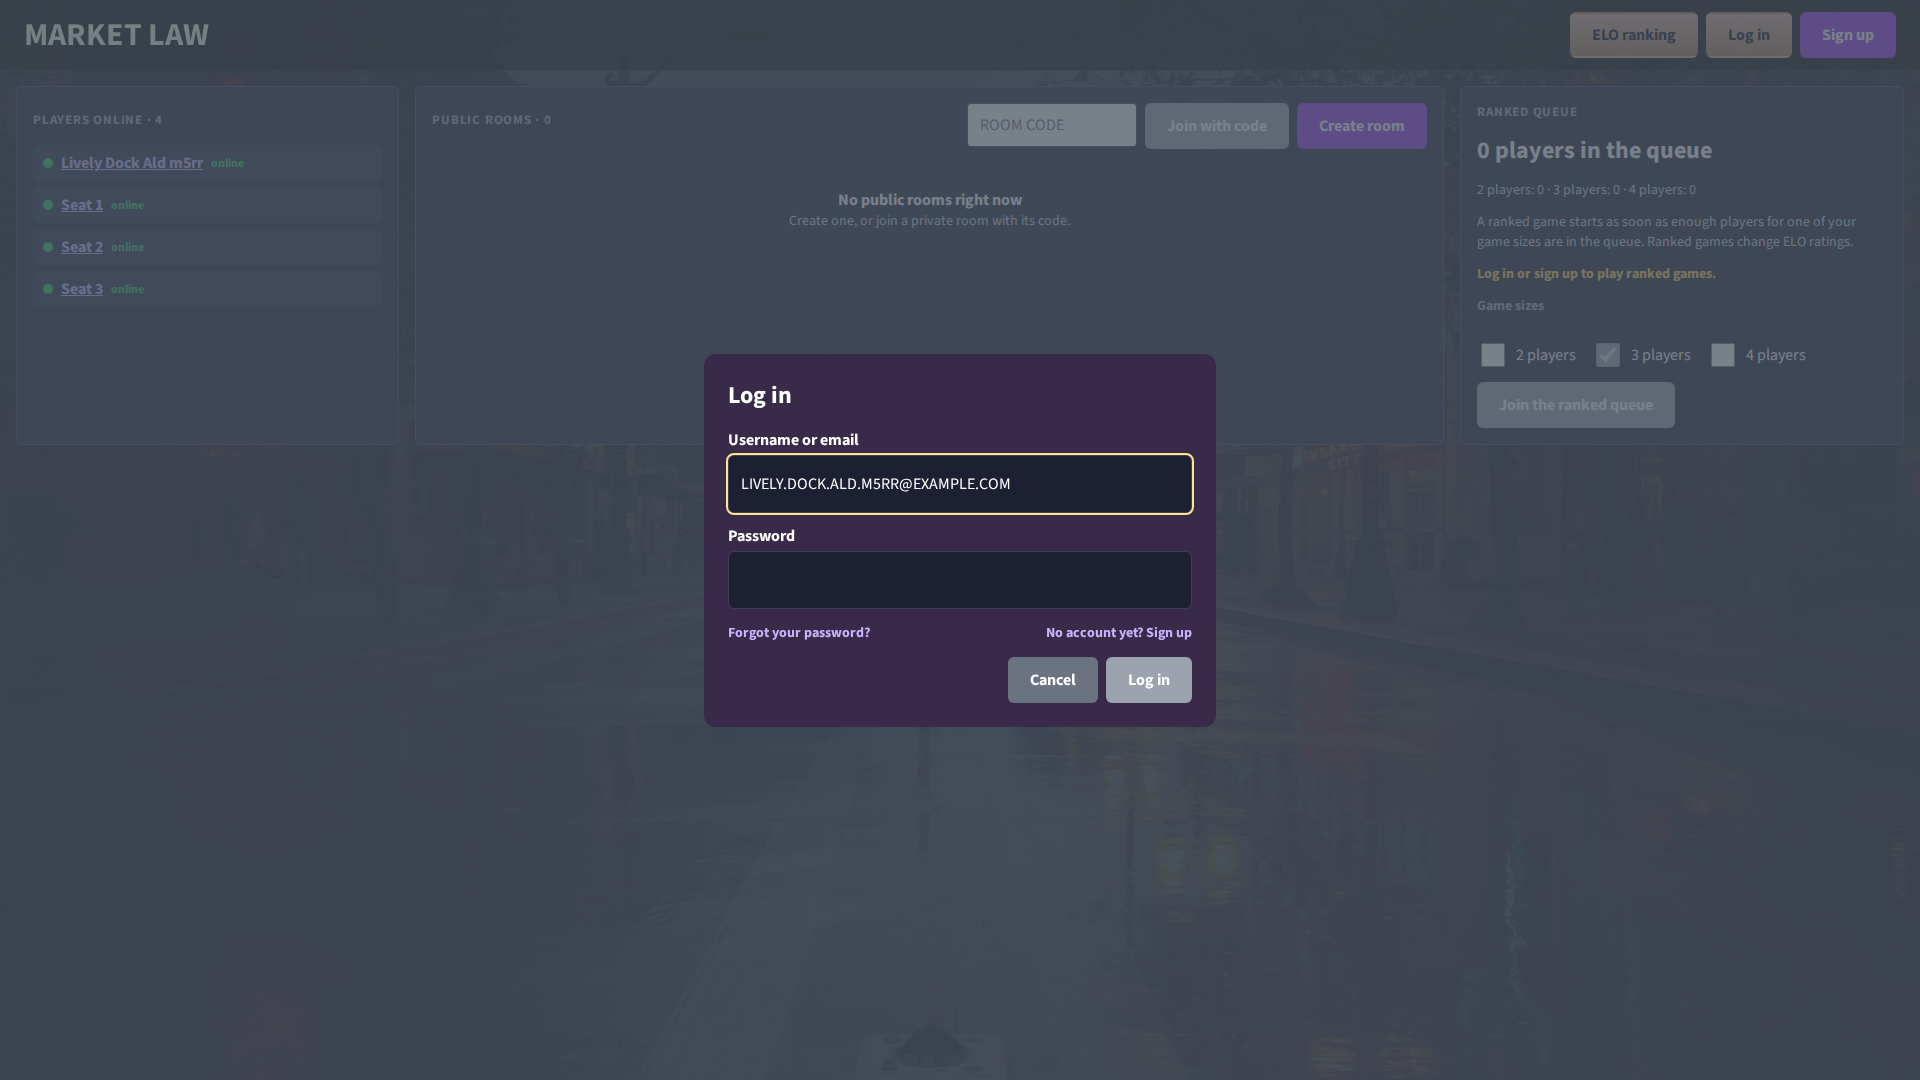 MARKET LAW
ELO ranking
Log in
Sign up
PLAYERS ONLINE · 4
Lively Dock Ald m5rr online
Seat 1 online
Seat 2 online
Seat 3 online
PUBLIC ROOMS · 0
ROOM CODE
Join with code
Create room
No public rooms right now
Create one, or join a private room with its code.
RANKED QUEUE
0 players in the queue
2 players: 0 · 3 players: 0 · 4 players: 0
A ranked game starts as soon as enough players for one of your
game sizes are in the queue. Ranked games change ELO ratings.
Log in or sign up to play ranked games.
Game sizes
2 players
3 players
4 players
Join the ranked queue
Log in
Username or email
LIVELY.DOCK.ALD.M5RR@EXAMPLE.COM
Password
Forgot your password?
No account yet? Sign up
Cancel
Log in